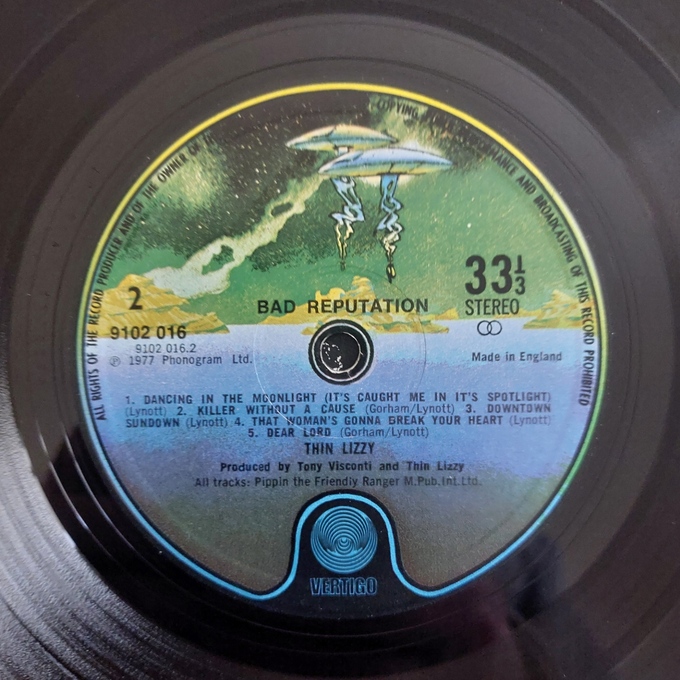 ALL RIGHTS OF THE RECORD PRODUCER AND OF THE OWNER OF
COPYING
AND BROADCASTING OF THIS RECORD PROHIBITED
2
BAD REPUTATION
33⅓
STEREO
9102 016
9102 016.2
℗ 1977 Phonogram Ltd.
Made in England
1. DANCING IN THE MOONLIGHT (IT'S CAUGHT ME IN IT'S SPOTLIGHT)
(Lynott) 2. KILLER WITHOUT A CAUSE (Gorham/Lynott) 3. DOWNTOWN
SUNDOWN (Lynott) 4. THAT WOMAN'S GONNA BREAK YOUR HEART (Lynott)
5. DEAR LORD (Gorham/Lynott)
THIN LIZZY
Produced by Tony Visconti and Thin Lizzy
All tracks: Pippin the Friendly Ranger M.Pub.Int.Ltd.
VERTIGO